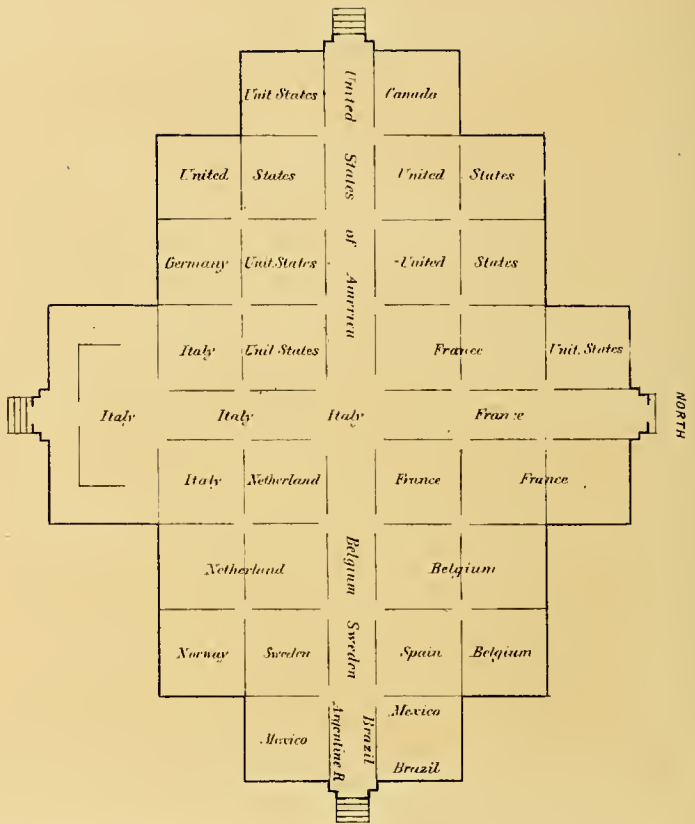 Unit States
Canada
United States of America
United States
United States
Germany
Unit. States
United States
Italy
Unit States
France
Unit. States
Italy
Italy
Italy
France
NORTH
Italy
Netherland
France
France
Netherland
Belgium
Belgium
Norway
Sweden
Sweden
Spain
Belgium
Mexico
Argentine R
Brazil
Mexico
Brazil